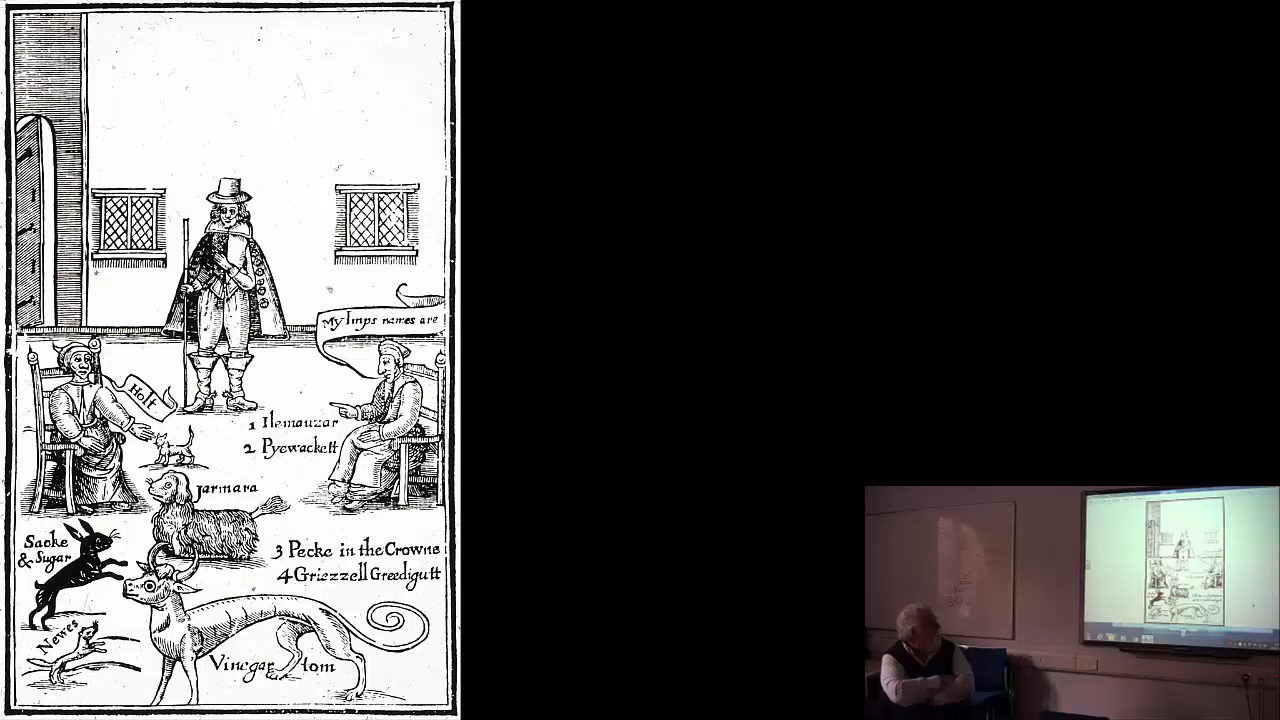 My Imps names are
Holt
1 Ilemauzar
2 Pyewackett
Jarmara
Sacke
& Sugar
3 Pecke in the Crowne
4 Griezzell Greedigutt
Newes
Vinegar tom